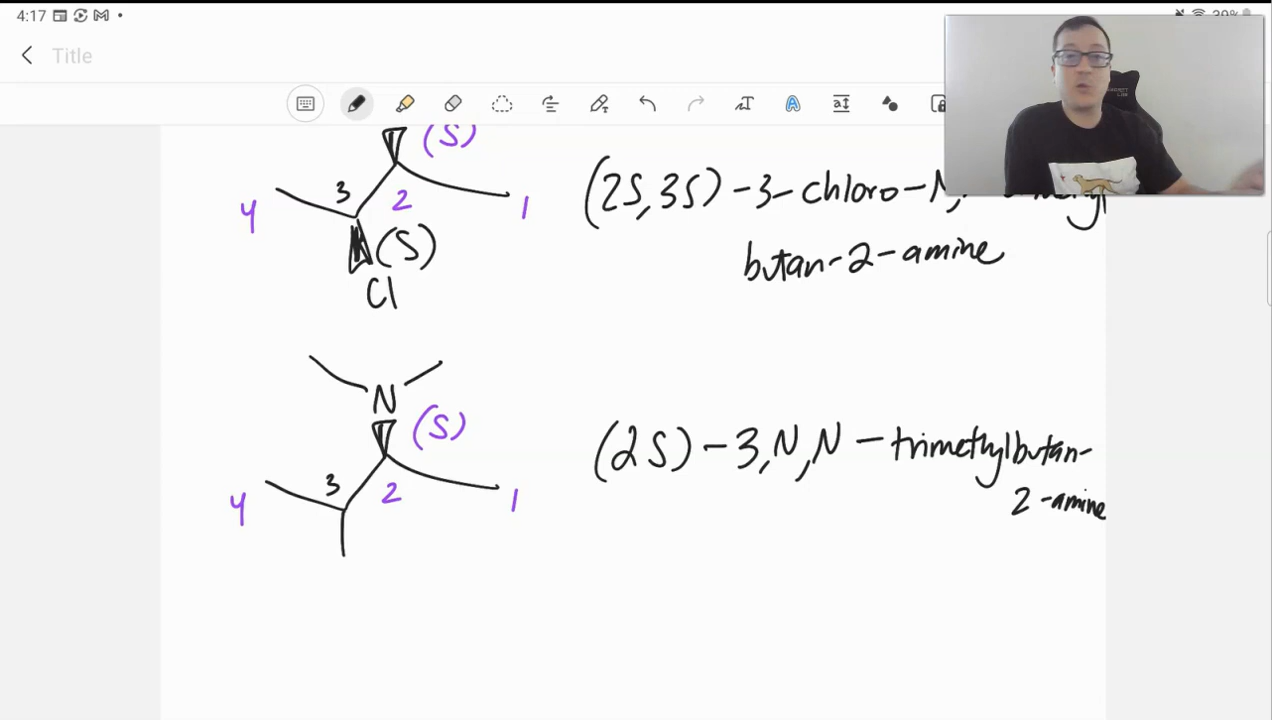 4:17
Title
(S)
3
2
4
1
(S)
Cl
(2S,3S)-3-chloro-N,
butan-2-amine
N
(S)
3
2
4
1
(2S)-3,N,N-trimethylbutan-
2-amine